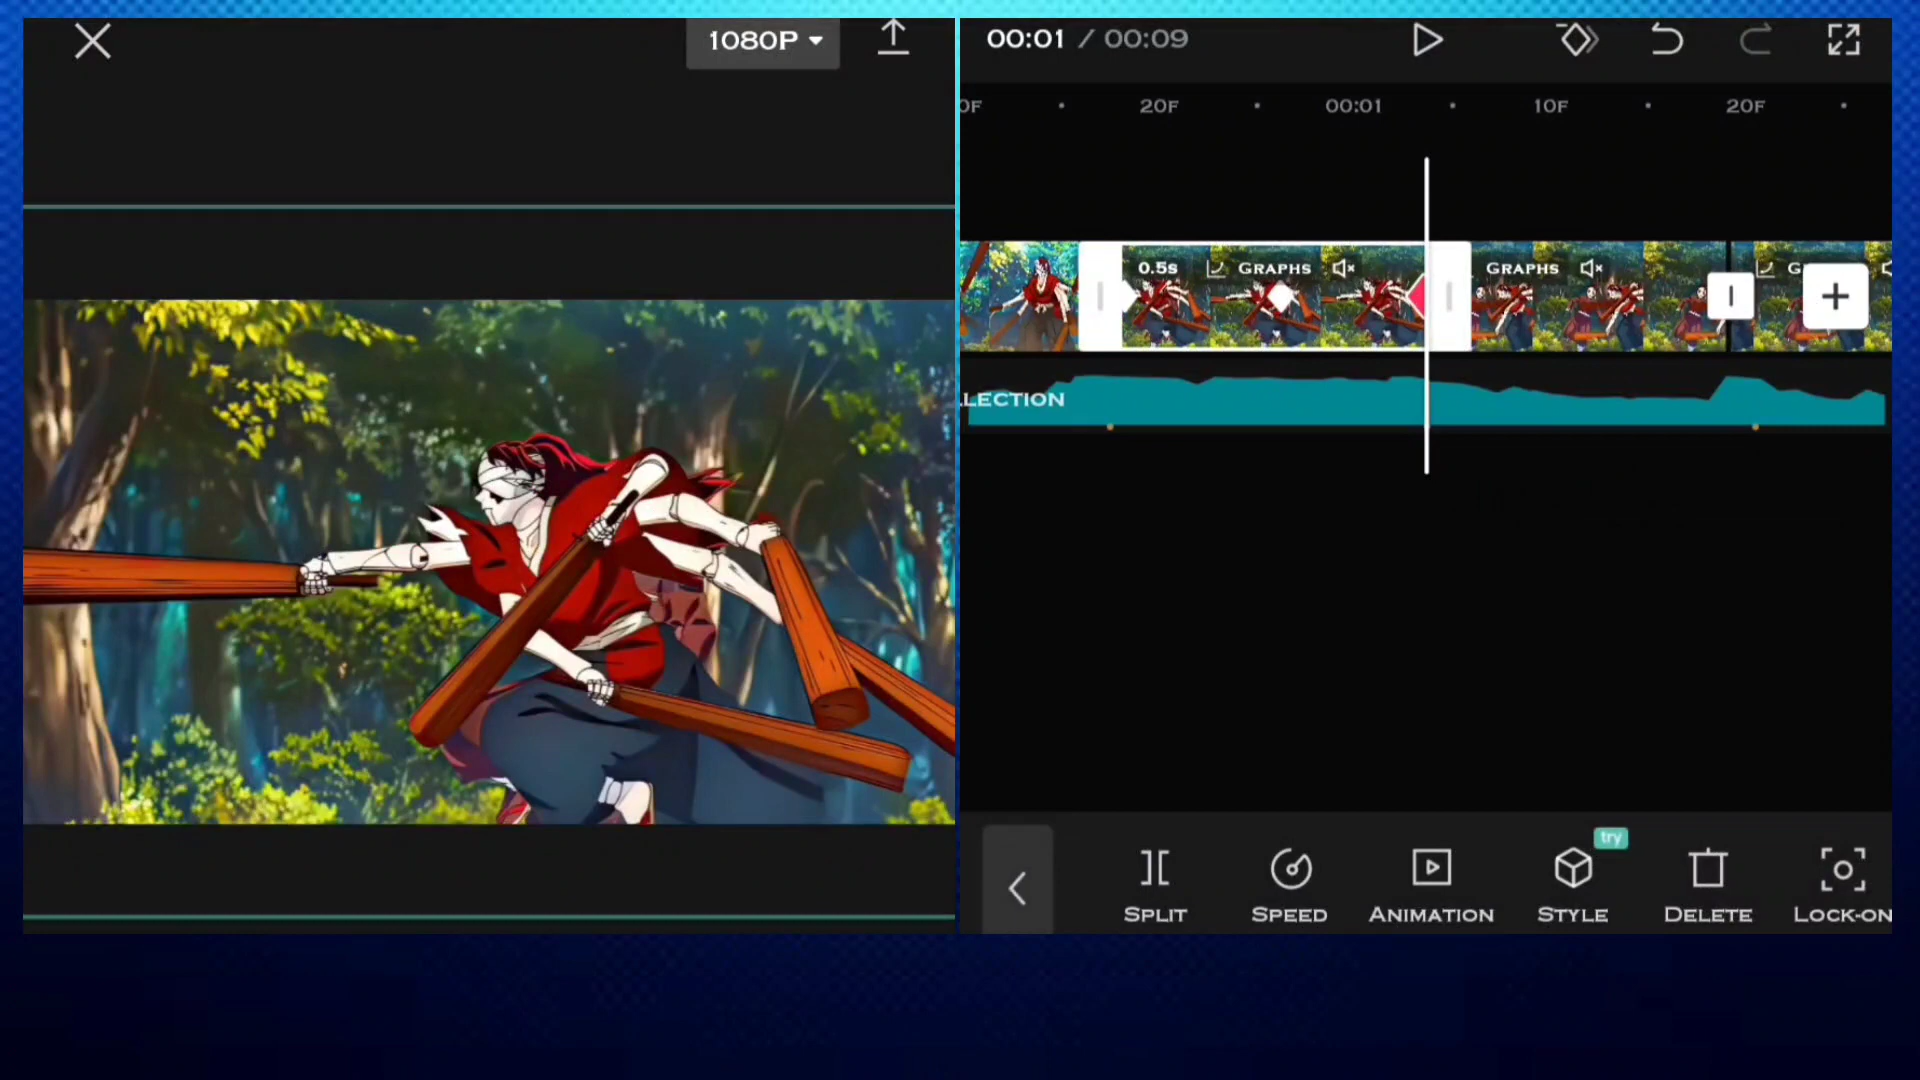 1080P
00:01 / 00:09
0F 20F 00:01 10F 20F
0.5s GRAPHS GRAPHS G
LLECTION
try
SPLIT SPEED ANIMATION STYLE DELETE LOCK-ON